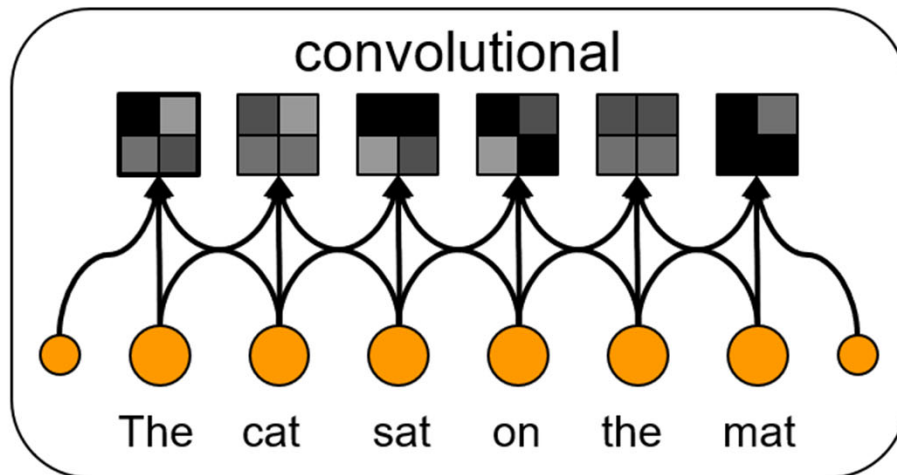 convolutional
The cat sat on the mat